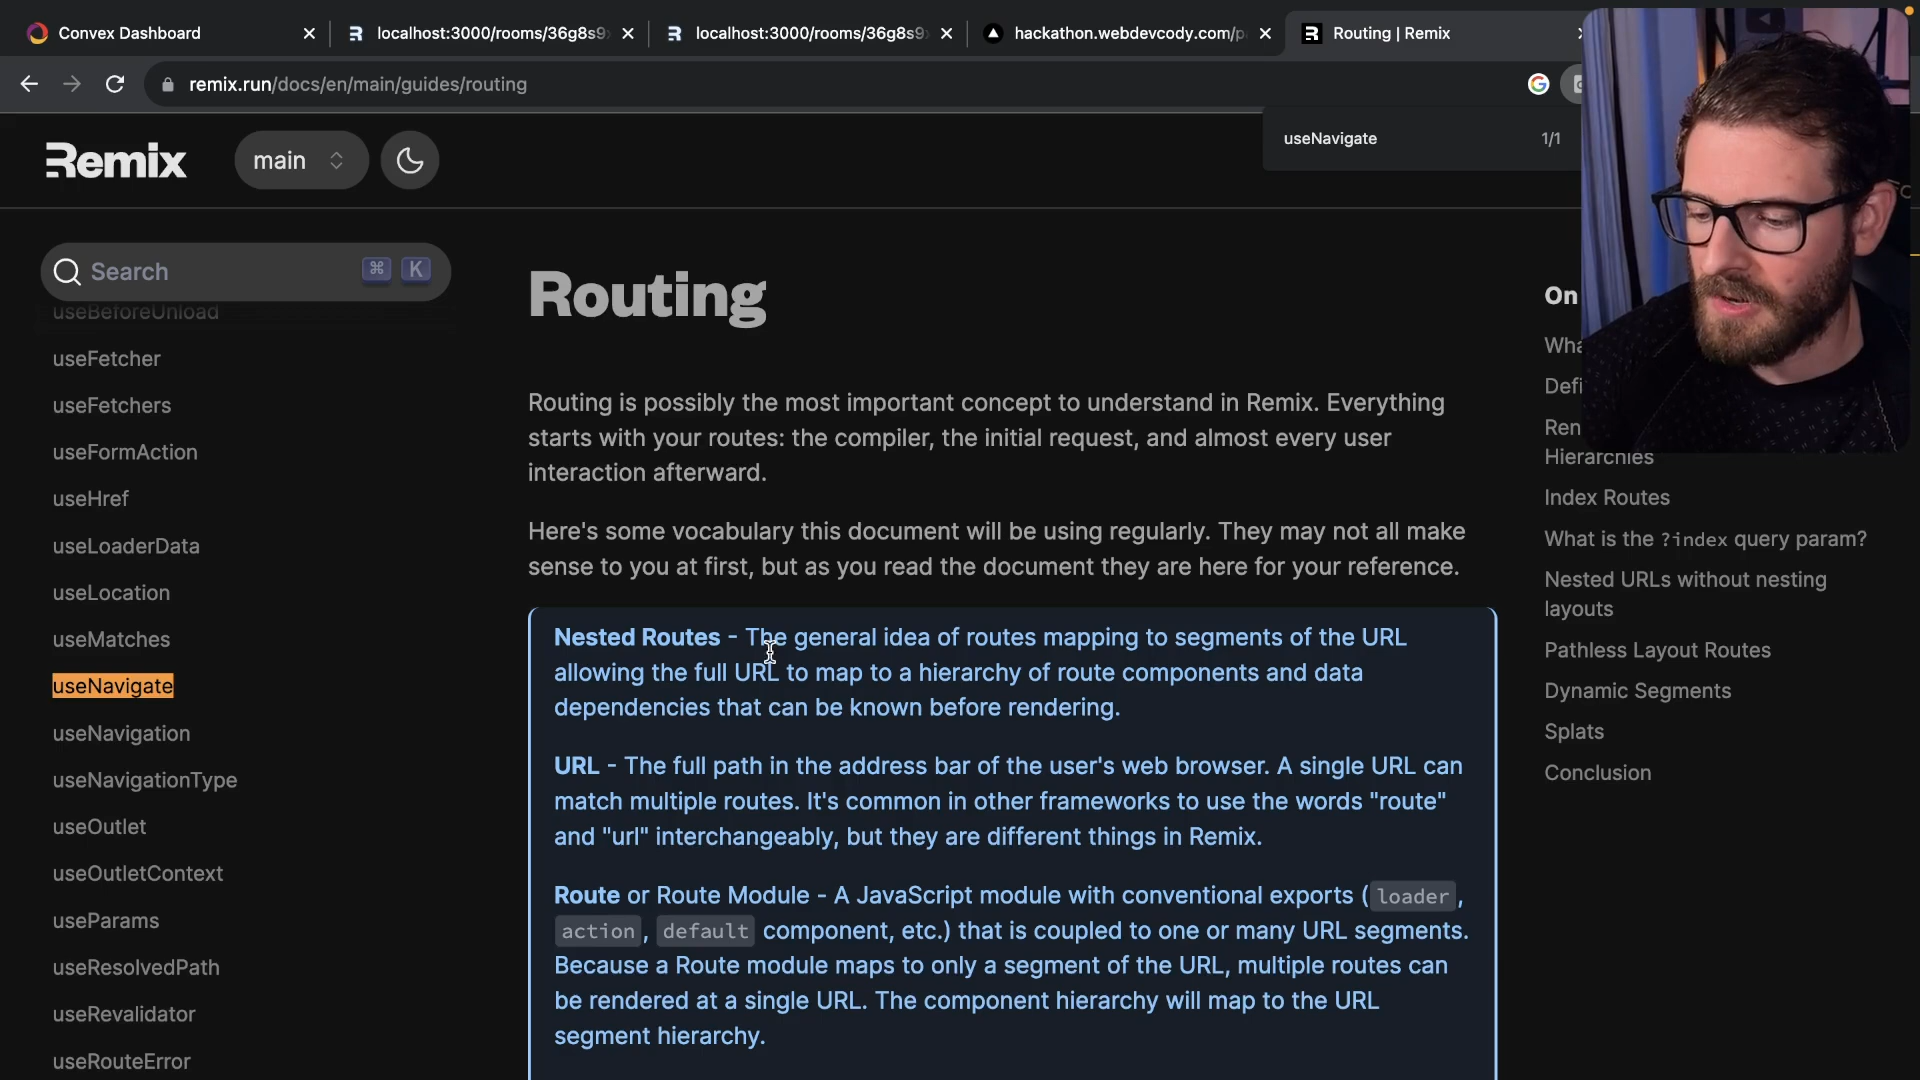 Convex Dashboard
localhost:3000/rooms/36g8s9
localhost:3000/rooms/36g8s9
hackathon.webdevcody.com/p
Routing | Remix
remix.run/docs/en/main/guides/routing
useNavigate 1/1
Remix
main
Search ⌘ K
useBeforeUnload
useFetcher
useFetchers
useFormAction
useHref
useLoaderData
useLocation
useMatches
useNavigate
useNavigation
useNavigationType
useOutlet
useOutletContext
useParams
useResolvedPath
useRevalidator
useRouteError
Routing
Routing is possibly the most important concept to understand in Remix. Everything
starts with your routes: the compiler, the initial request, and almost every user
interaction afterward.
Here's some vocabulary this document will be using regularly. They may not all make
sense to you at first, but as you read the document they are here for your reference.
Nested Routes - The general idea of routes mapping to segments of the URL
allowing the full URL to map to a hierarchy of route components and data
dependencies that can be known before rendering.
URL - The full path in the address bar of the user's web browser. A single URL can
match multiple routes. It's common in other frameworks to use the words "route"
and "url" interchangeably, but they are different things in Remix.
Route or Route Module - A JavaScript module with conventional exports ( loader ,
action , default component, etc.) that is coupled to one or many URL segments.
Because a Route module maps to only a segment of the URL, multiple routes can
be rendered at a single URL. The component hierarchy will map to the URL
segment hierarchy.
On
Wha
Defi
Ren
Hierarchies
Index Routes
What is the ?index query param?
Nested URLs without nesting
layouts
Pathless Layout Routes
Dynamic Segments
Splats
Conclusion